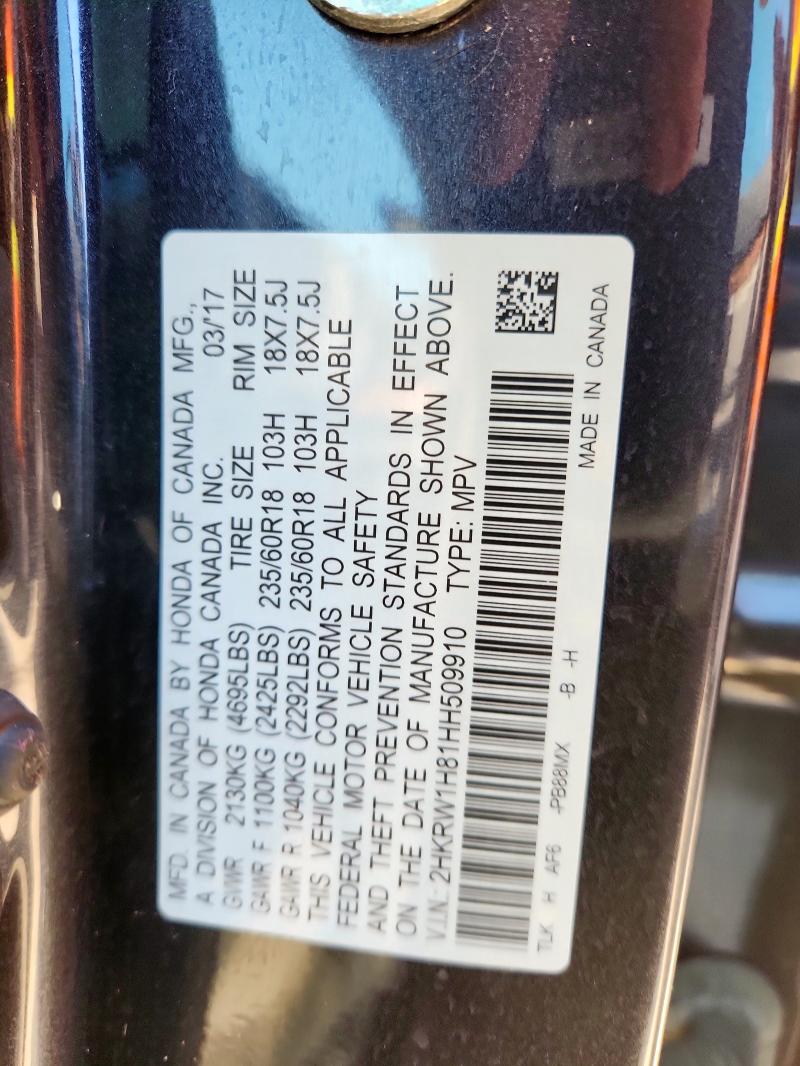 MFD. IN CANADA BY HONDA OF CANADA MFG.,
A DIVISION OF HONDA CANADA INC. 03/17
GVWR 2130KG (4695LBS) TIRE SIZE RIM SIZE
GAWR F 1100KG (2425LBS) 235/60R18 103H 18X7.5J
GAWR R 1040KG (2292LBS) 235/60R18 103H 18X7.5J
THIS VEHICLE CONFORMS TO ALL APPLICABLE
FEDERAL MOTOR VEHICLE SAFETY
AND THEFT PREVENTION STANDARDS IN EFFECT
ON THE DATE OF MANUFACTURE SHOWN ABOVE.
V.I.N.: 2HKRW1H81HH509910 TYPE: MPV
TLK H AF6 -PB88MX -B -H
MADE IN CANADA